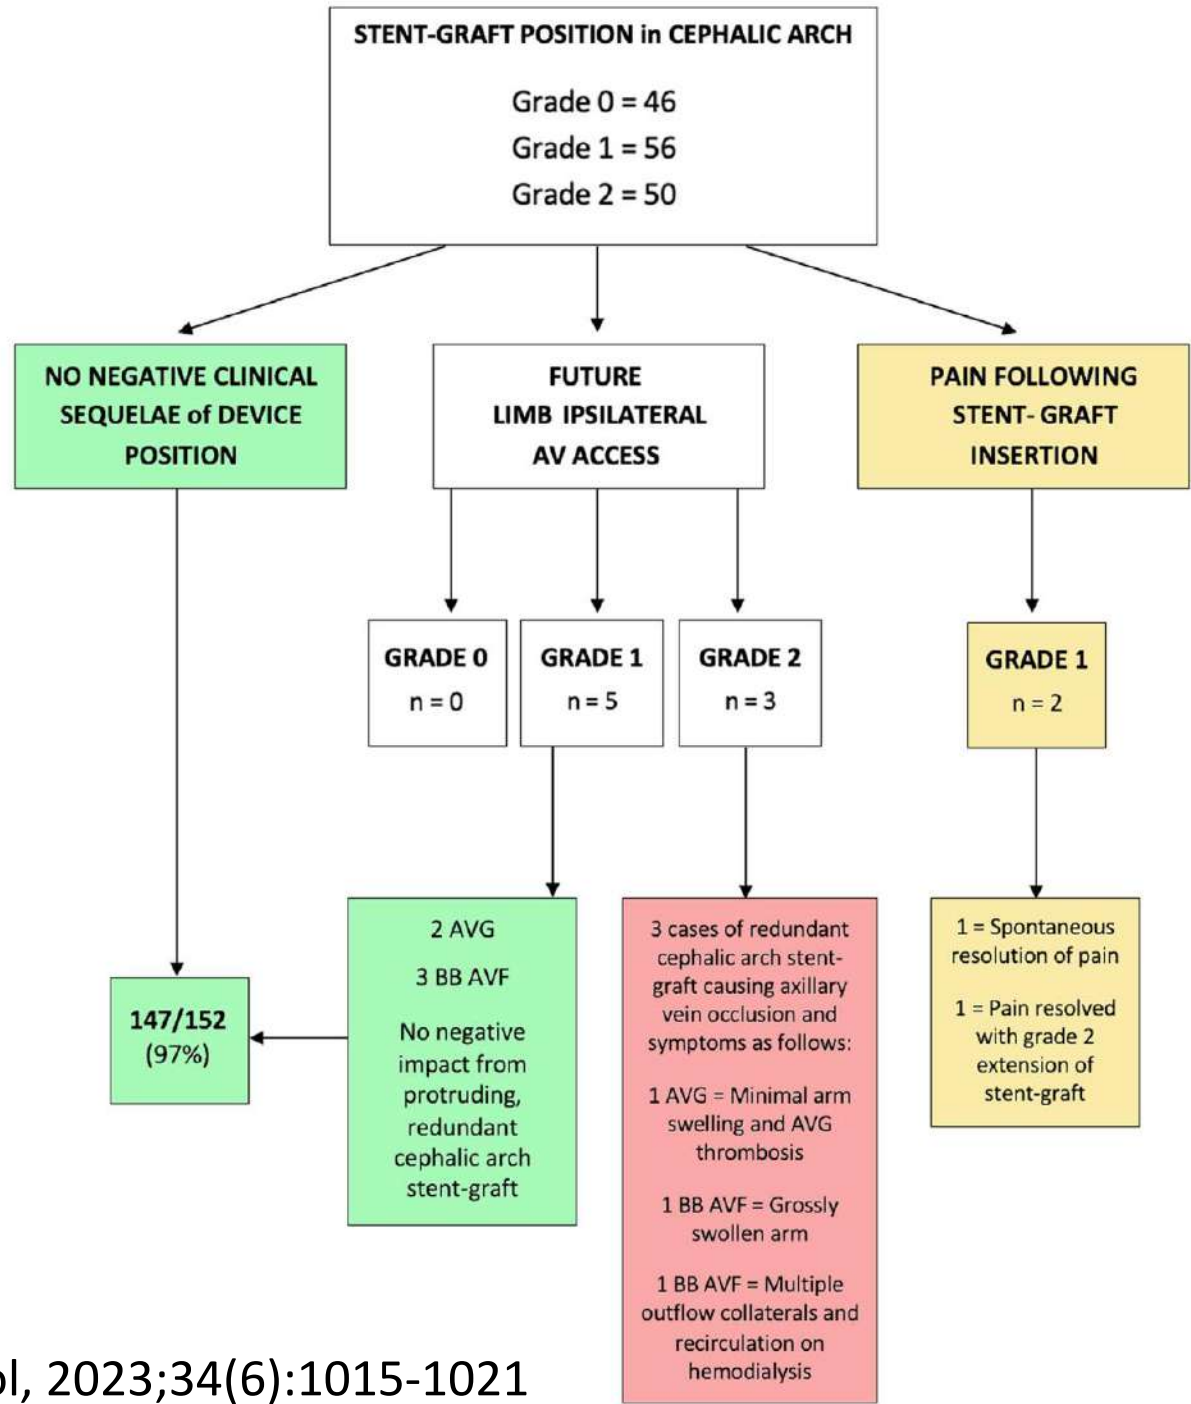 STENT-GRAFT POSITION in CEPHALIC ARCH
Grade 0 = 46
Grade 1 = 56
Grade 2 = 50
NO NEGATIVE CLINICAL
SEQUELAE of DEVICE
POSITION
FUTURE
LIMB IPSILATERAL
AV ACCESS
PAIN FOLLOWING
STENT- GRAFT
INSERTION
GRADE 0
n = 0
GRADE 1
n = 5
GRADE 2
n = 3
GRADE 1
n = 2
147/152
(97%)
2 AVG
3 BB AVF
No negative
impact from
protruding,
redundant
cephalic arch
stent-graft
3 cases of redundant
cephalic arch stent-
graft causing axillary
vein occlusion and
symptoms as follows:
1 AVG = Minimal arm
swelling and AVG
thrombosis
1 BB AVF = Grossly
swollen arm
1 BB AVF = Multiple
outflow collaterals and
recirculation on
hemodialysis
1 = Spontaneous
resolution of pain
1 = Pain resolved
with grade 2
extension of
stent-graft
ol, 2023;34(6):1015-1021